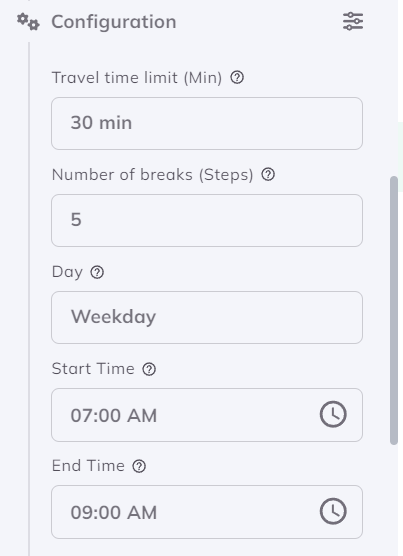 Configuration
Travel time limit (Min)
30 min
Number of breaks (Steps)
5
Day
Weekday
Start Time
07:00 AM
End Time
09:00 AM